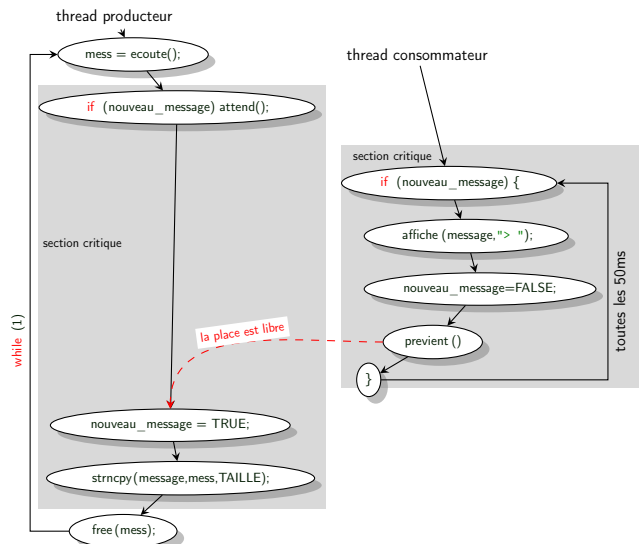 thread producteur
mess = ecoute();
if (nouveau_message) attend();
section critique
while (1)
nouveau_message = TRUE;
strncpy(message,mess,TAILLE);
free(mess);
la place est libre
thread consommateur
section critique
if (nouveau_message) {
affiche(message,"> ");
nouveau_message=FALSE;
previent()
}
toutes les 50ms